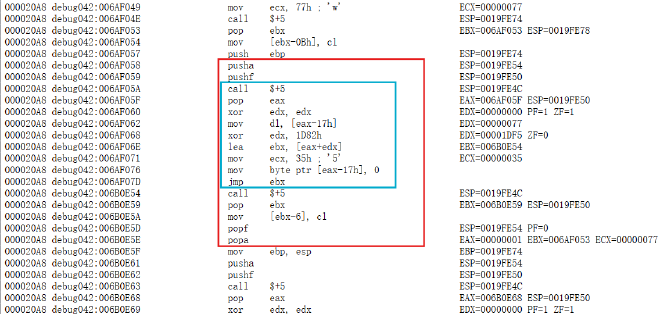 000020A8 debug042:006AF049 mov ecx, 77h ; 'w' ECX=00000077
000020A8 debug042:006AF04E call $+5 ESP=0019FE74
000020A8 debug042:006AF053 pop ebx EBX=006AF053 ESP=0019FE78
000020A8 debug042:006AF054 mov [ebx-0Bh], cl
000020A8 debug042:006AF057 push ebp ESP=0019FE74
000020A8 debug042:006AF058 pusha ESP=0019FE54
000020A8 debug042:006AF059 pushf ESP=0019FE50
000020A8 debug042:006AF05A call $+5 ESP=0019FE4C
000020A8 debug042:006AF05F pop eax EAX=006AF05F ESP=0019FE50
000020A8 debug042:006AF060 xor edx, edx EDX=00000000 PF=1 ZF=1
000020A8 debug042:006AF062 mov dl, [eax-17h] EDX=00000077
000020A8 debug042:006AF068 xor edx, 1D82h EDX=00001DF5 ZF=0
000020A8 debug042:006AF06E lea ebx, [eax+edx] EBX=006B0E54
000020A8 debug042:006AF071 mov ecx, 35h ; '5' ECX=00000035
000020A8 debug042:006AF076 mov byte ptr [eax-17h], 0
000020A8 debug042:006AF07D jmp ebx
000020A8 debug042:006B0E54 call $+5 ESP=0019FE4C
000020A8 debug042:006B0E59 pop ebx EBX=006B0E59 ESP=0019FE50
000020A8 debug042:006B0E5A mov [ebx-6], cl
000020A8 debug042:006B0E5D popf ESP=0019FE54 PF=0
000020A8 debug042:006B0E5E popa EAX=00000001 EBX=006AF053 ECX=00000077
000020A8 debug042:006B0E5F mov ebp, esp EBP=0019FE74
000020A8 debug042:006B0E61 pusha ESP=0019FE54
000020A8 debug042:006B0E62 pushf ESP=0019FE50
000020A8 debug042:006B0E63 call $+5 ESP=0019FE4C
000020A8 debug042:006B0E68 pop eax EAX=006B0E68 ESP=0019FE50
000020A8 debug042:006B0E69 xor edx, edx EDX=00000000 PF=1 ZF=1